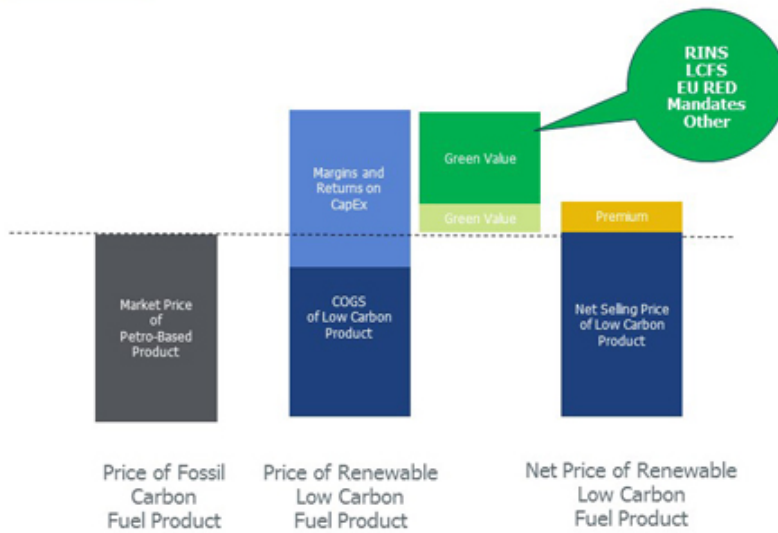 RINS
LCFS
EU RED
Mandates
Other
Margins and
Returns on
CapEx
Green Value
Green Value
Premium
Market Price
of
Petro-Based
Product
COGS
of Low Carbon
Product
Net Selling Price
of Low Carbon
Product
Price of Fossil
Carbon
Fuel Product
Price of Renewable
Low Carbon
Fuel Product
Net Price of Renewable
Low Carbon
Fuel Product